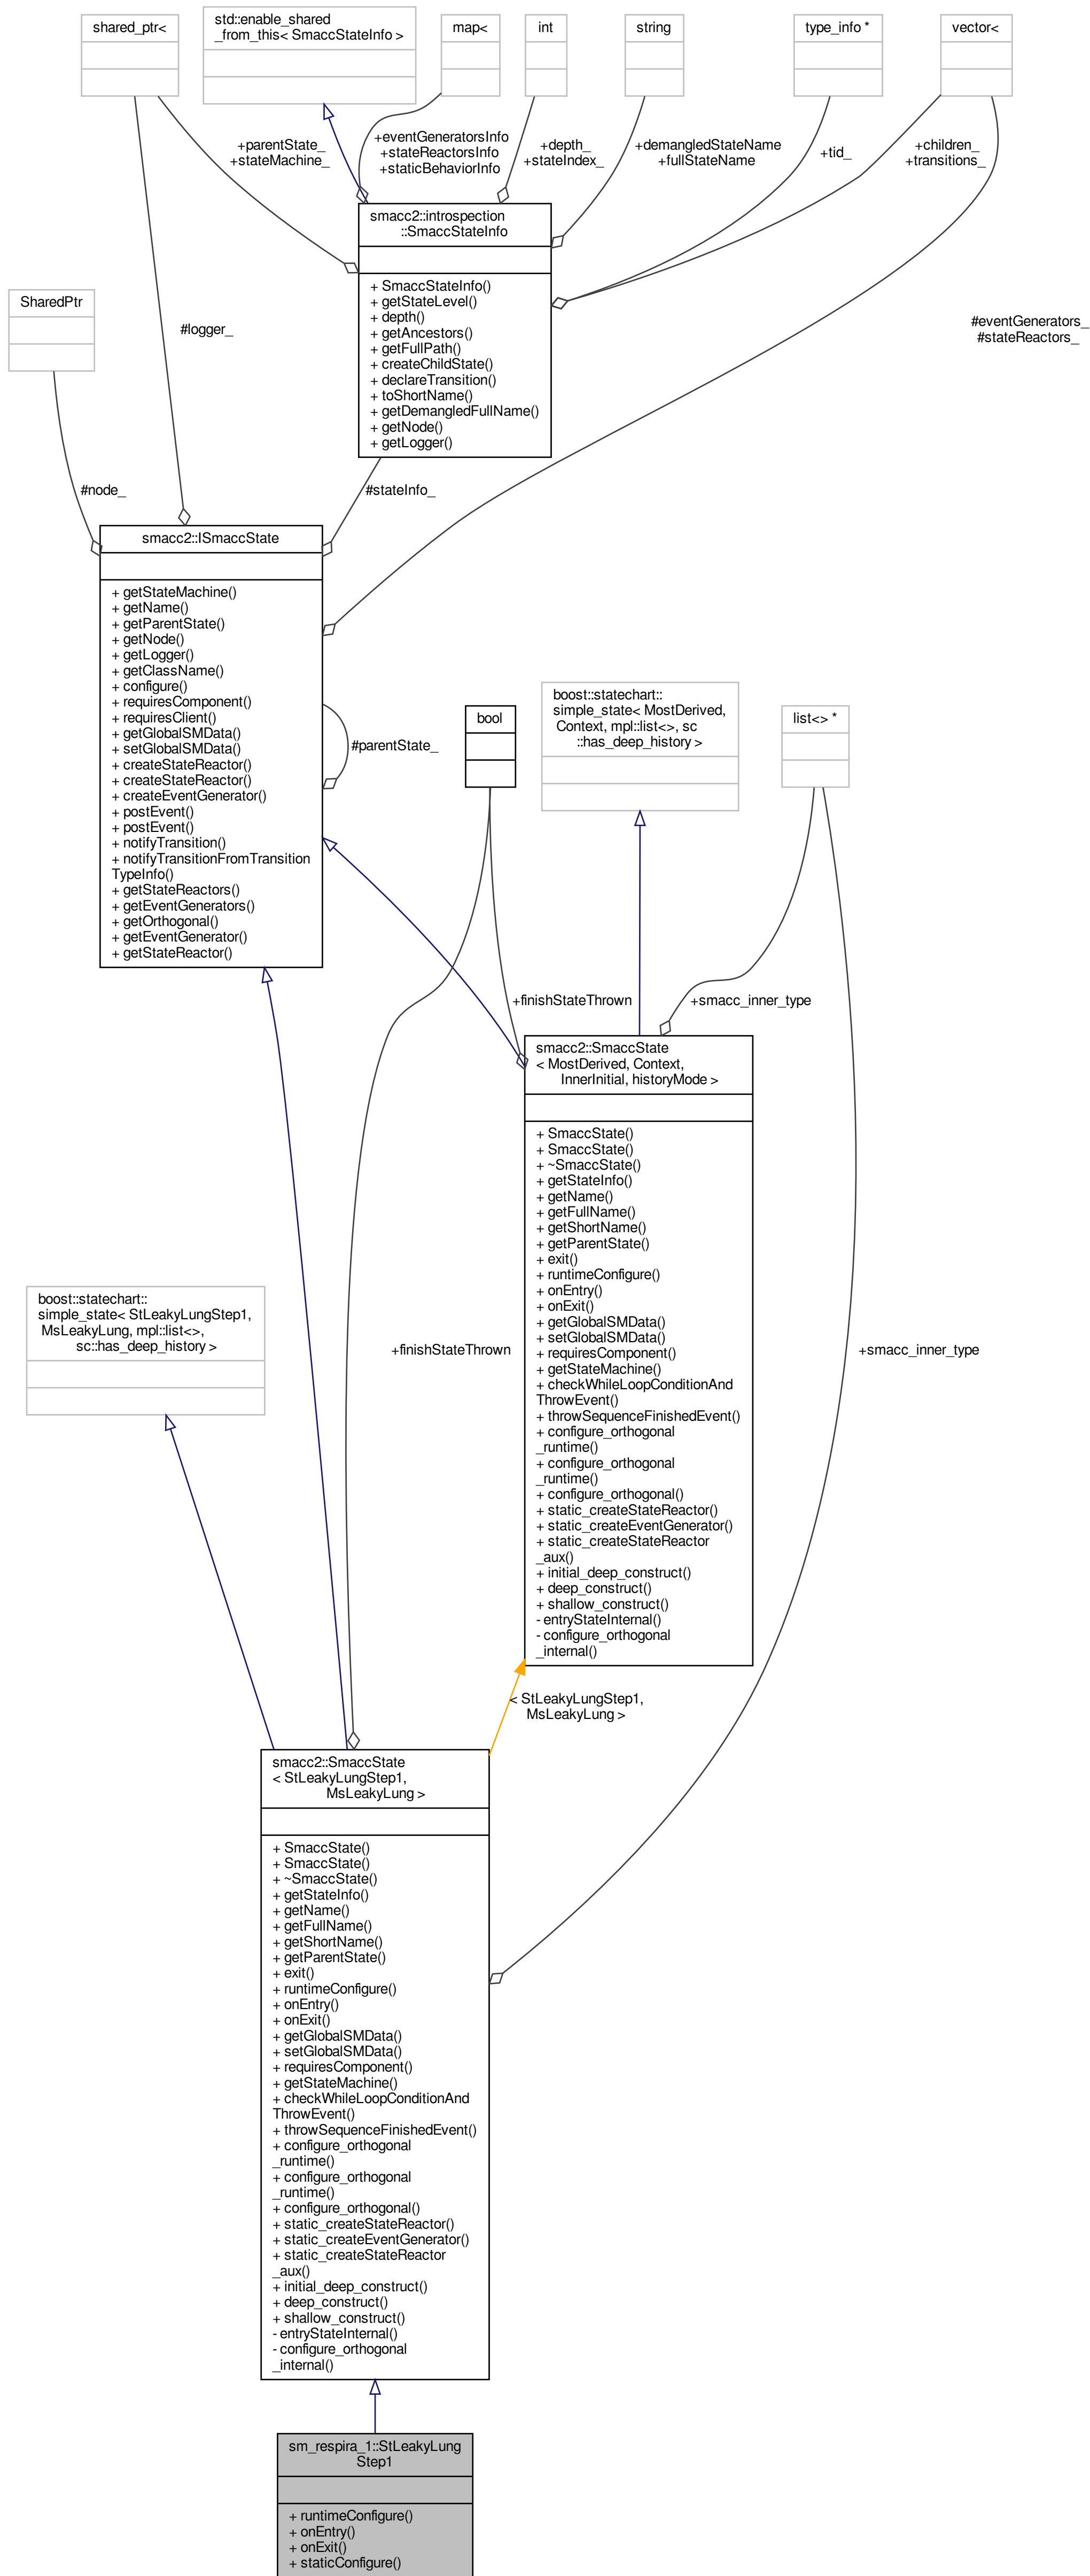 shared_ptr<
std::enable_shared
_from_this< SmaccStateInfo >
map<
int
string
type_info *
vector<
+parentState_
+stateMachine_
+eventGeneratorsInfo
+stateReactorsInfo
+staticBehaviorInfo
+depth_
+stateIndex_
+demangledStateName
+fullStateName
+tid_
+children_
+transitions_
smacc2::introspection
::SmaccStateInfo
+ SmaccStateInfo()
+ getStateLevel()
+ depth()
+ getAncestors()
+ getFullPath()
+ createChildState()
+ declareTransition()
+ toShortName()
+ getDemangledFullName()
+ getNode()
+ getLogger()
SharedPtr
#logger_
#eventGenerators_
#stateReactors_
#node_
#stateInfo_
smacc2::ISmaccState
+ getStateMachine()
+ getName()
+ getParentState()
+ getNode()
+ getLogger()
+ getClassName()
+ configure()
+ requiresComponent()
+ requiresClient()
+ getGlobalSMData()
+ setGlobalSMData()
+ createStateReactor()
+ createStateReactor()
+ createEventGenerator()
+ postEvent()
+ postEvent()
+ notifyTransition()
+ notifyTransitionFromTransition
TypeInfo()
+ getStateReactors()
+ getEventGenerators()
+ getOrthogonal()
+ getEventGenerator()
+ getStateReactor()
#parentState_
bool
boost::statechart::
simple_state< MostDerived,
Context, mpl::list<>, sc
::has_deep_history >
list<> *
+finishStateThrown
+smacc_inner_type
smacc2::SmaccState
< MostDerived, Context,
InnerInitial, historyMode >
+ SmaccState()
+ SmaccState()
+ ~SmaccState()
+ getStateInfo()
+ getName()
+ getFullName()
+ getShortName()
+ getParentState()
+ exit()
+ runtimeConfigure()
+ onEntry()
+ onExit()
+ getGlobalSMData()
+ setGlobalSMData()
+ requiresComponent()
+ getStateMachine()
+ checkWhileLoopConditionAnd
ThrowEvent()
+ throwSequenceFinishedEvent()
+ configure_orthogonal
_runtime()
+ configure_orthogonal
_runtime()
+ configure_orthogonal()
+ static_createStateReactor()
+ static_createEventGenerator()
+ static_createStateReactor
_aux()
+ initial_deep_construct()
+ deep_construct()
+ shallow_construct()
- entryStateInternal()
- configure_orthogonal
_internal()
boost::statechart::
simple_state< StLeakyLungStep1,
MsLeakyLung, mpl::list<>,
sc::has_deep_history >
+finishStateThrown
+smacc_inner_type
< StLeakyLungStep1,
MsLeakyLung >
smacc2::SmaccState
< StLeakyLungStep1,
MsLeakyLung >
+ SmaccState()
+ SmaccState()
+ ~SmaccState()
+ getStateInfo()
+ getName()
+ getFullName()
+ getShortName()
+ getParentState()
+ exit()
+ runtimeConfigure()
+ onEntry()
+ onExit()
+ getGlobalSMData()
+ setGlobalSMData()
+ requiresComponent()
+ getStateMachine()
+ checkWhileLoopConditionAnd
ThrowEvent()
+ throwSequenceFinishedEvent()
+ configure_orthogonal
_runtime()
+ configure_orthogonal
_runtime()
+ configure_orthogonal()
+ static_createStateReactor()
+ static_createEventGenerator()
+ static_createStateReactor
_aux()
+ initial_deep_construct()
+ deep_construct()
+ shallow_construct()
- entryStateInternal()
- configure_orthogonal
_internal()
sm_respira_1::StLeakyLung
Step1
+ runtimeConfigure()
+ onEntry()
+ onExit()
+ staticConfigure()